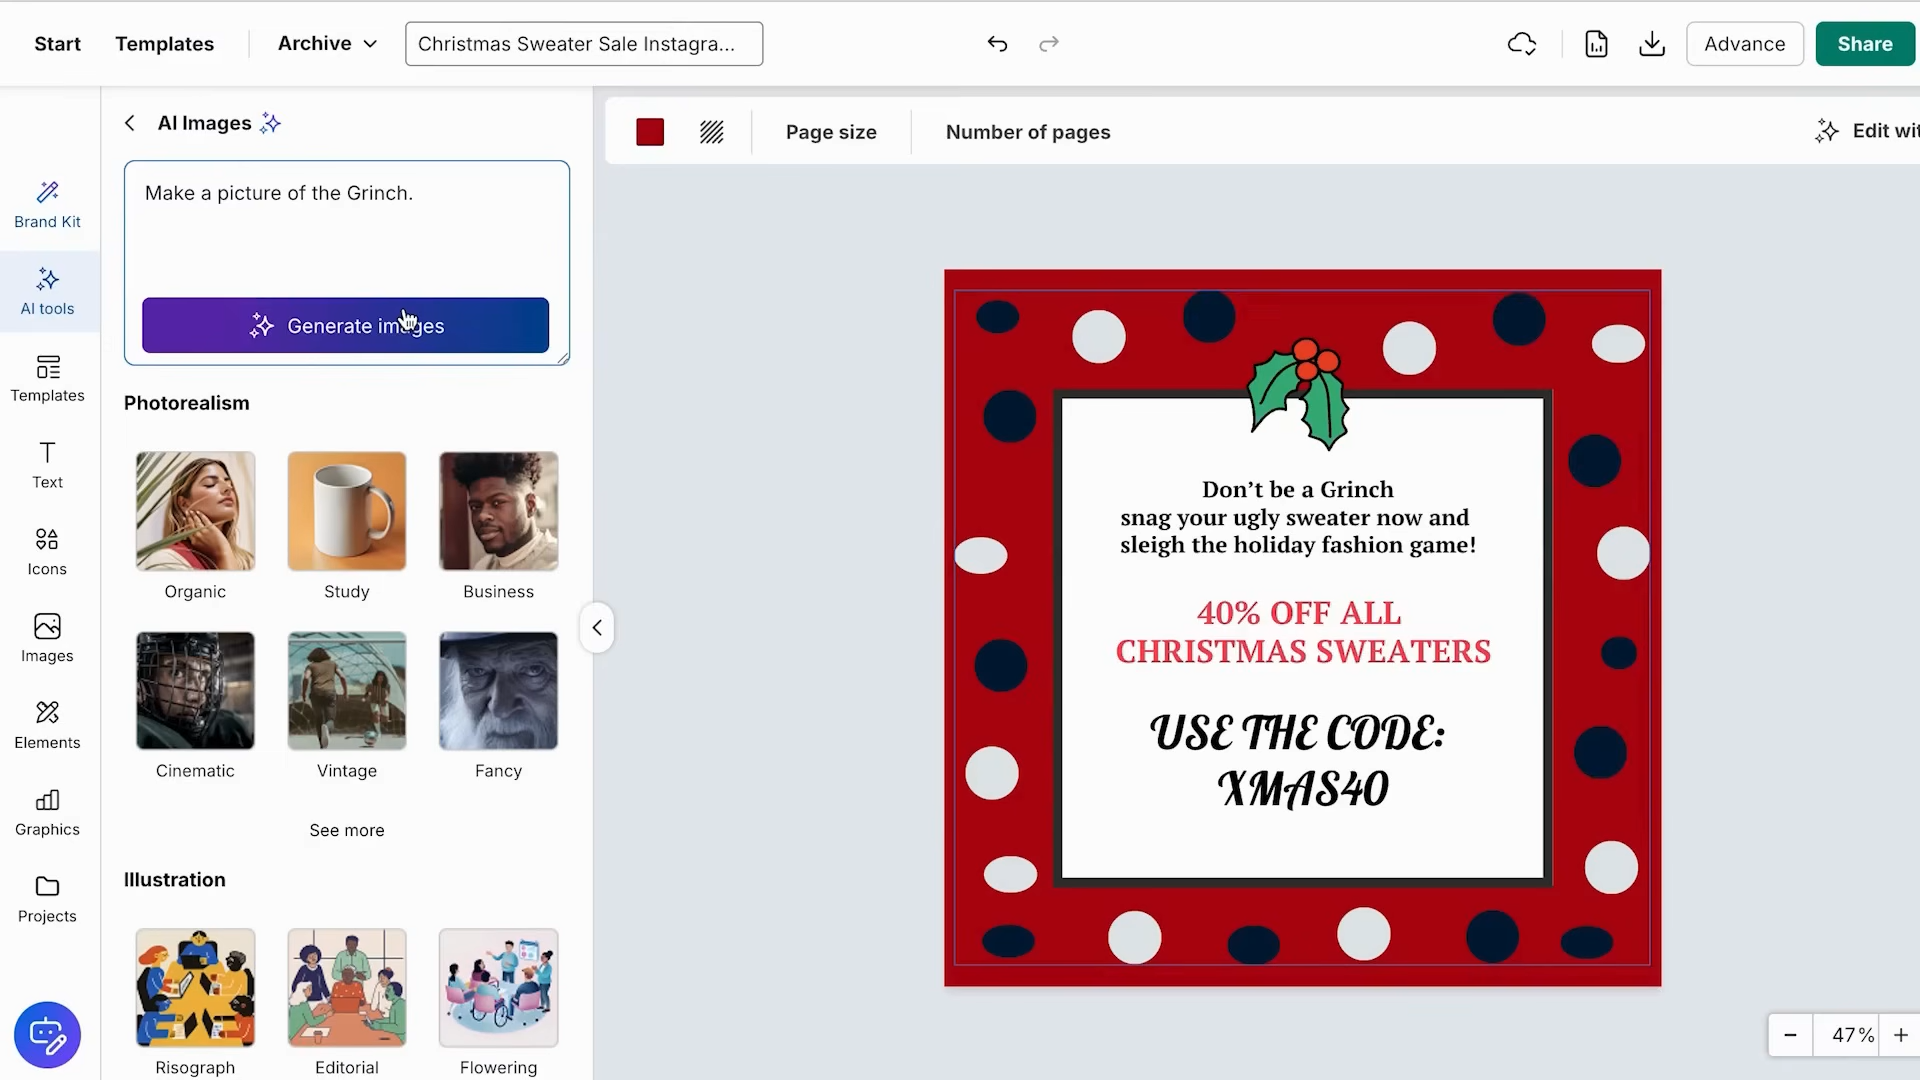 Start
Templates
Archive
Christmas Sweater Sale Instagra...
Advance
Share
AI Images
Make a picture of the Grinch.
Generate images
Brand Kit
AI tools
Templates
Text
Icons
Images
Elements
Graphics
Projects
Photorealism
Organic
Study
Business
Cinematic
Vintage
Fancy
See more
Illustration
Risograph
Editorial
Flowering
Page size
Number of pages
Edit wit
Don't be a Grinch
snag your ugly sweater now and
sleigh the holiday fashion game!
40% OFF ALL
CHRISTMAS SWEATERS
USE THE CODE:
XMAS40
47%